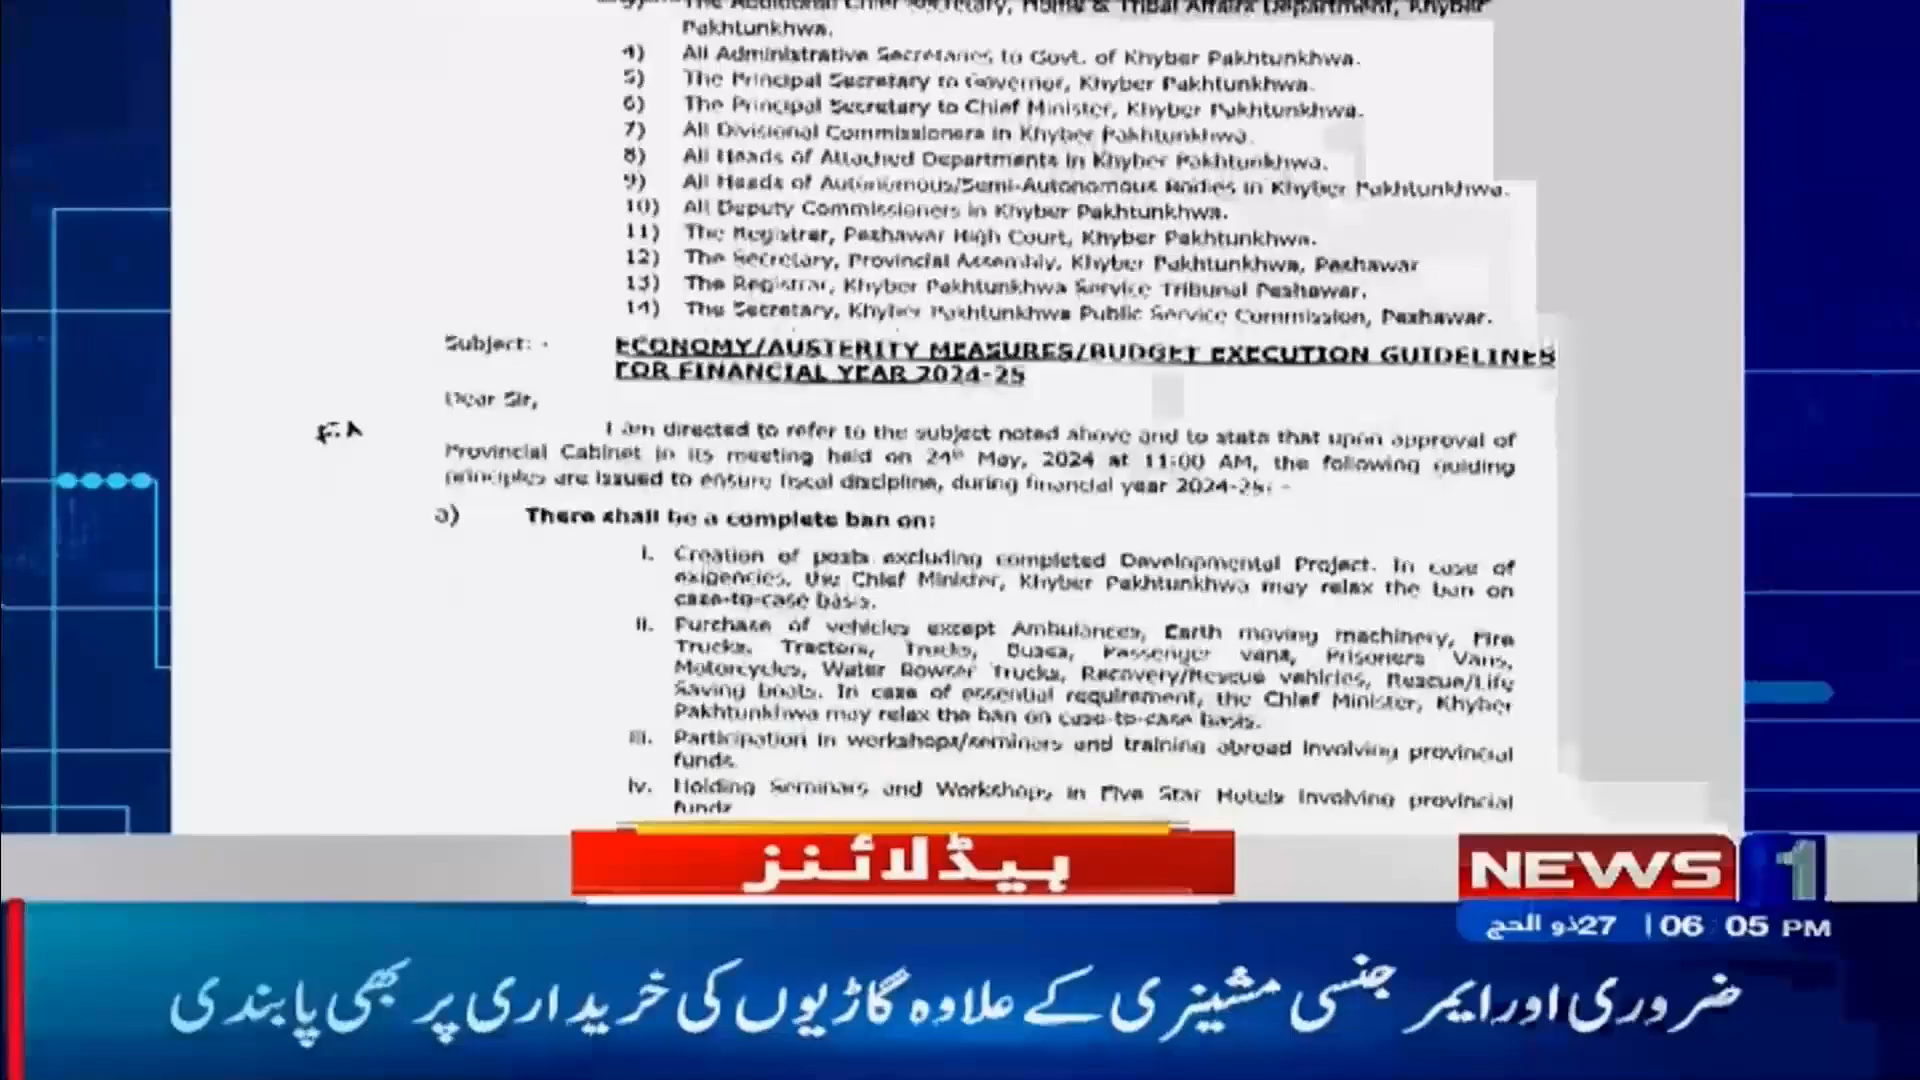 3) The Additional Chief Secretary, Home & Tribal Affairs Department, Khyber
Pakhtunkhwa.
4) All Administrative Secretaries to Govt. of Khyber Pakhtunkhwa.
5) The Principal Secretary to Governor, Khyber Pakhtunkhwa.
6) The Principal Secretary to Chief Minister, Khyber Pakhtunkhwa.
7) All Divisional Commissioners in Khyber Pakhtunkhwa.
8) All Heads of Attached Departments in Khyber Pakhtunkhwa.
9) All Heads of Autonomous/Semi-Autonomous Bodies in Khyber Pakhtunkhwa.
10) All Deputy Commissioners in Khyber Pakhtunkhwa.
11) The Registrar, Peshawar High Court, Khyber Pakhtunkhwa.
12) The Secretary, Provincial Assembly, Khyber Pakhtunkhwa, Peshawar
13) The Registrar, Khyber Pakhtunkhwa Service Tribunal Peshawar.
14) The Secretary, Khyber Pakhtunkhwa Public Service Commission, Peshawar.
Subject: - ECONOMY/AUSTERITY MEASURES/BUDGET EXECUTION GUIDELINES
FOR FINANCIAL YEAR 2024-25
Dear Sir,
I am directed to refer to the subject noted above and to state that upon approval of
Provincial Cabinet in its meeting held on 24th May, 2024 at 11:00 AM, the following guiding
principles are issued to ensure fiscal discipline, during financial year 2024-25: -
a) There shall be a complete ban on:
i. Creation of posts excluding completed Developmental Project. In case of
exigencies, the Chief Minister, Khyber Pakhtunkhwa may relax the ban on
case-to-case basis.
ii. Purchase of vehicles except Ambulances, Earth moving machinery, Fire
Trucks, Tractors, Trucks, Buses, Passenger vans, Prisoners Vans,
Motorcycles, Water Bowser Trucks, Recovery/Rescue vehicles, Rescue/Life
Saving boats. In case of essential requirement, the Chief Minister, Khyber
Pakhtunkhwa may relax the ban on case-to-case basis.
iii. Participation in workshops/seminars and training abroad involving provincial
funds.
iv. Holding Seminars and Workshops in Five Star Hotels involving provincial
funds
ہیڈلائنز
NEWS 1
27ذو الحج | 06 05 PM
ضروری اورایمر جنسی مشینری کے علاوہ گاڑیوں کی خریداری پر بھی پابندی